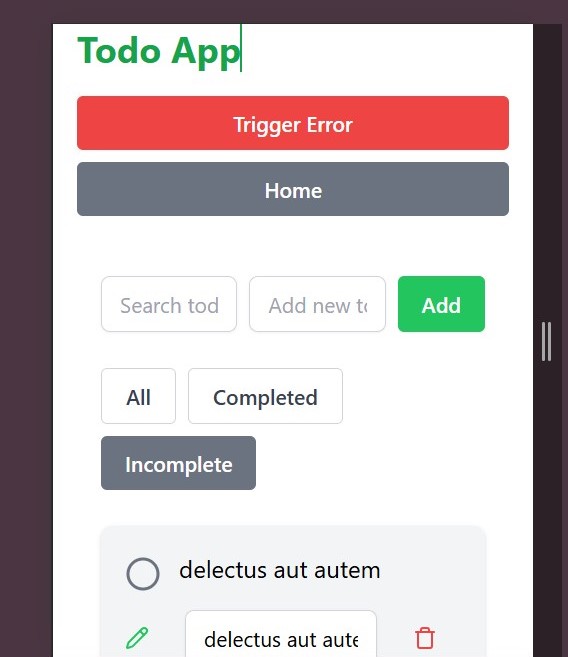 Todo App
Trigger Error
Home
Search tod
Add new to
Add
All
Completed
Incomplete
delectus aut autem
delectus aut aute